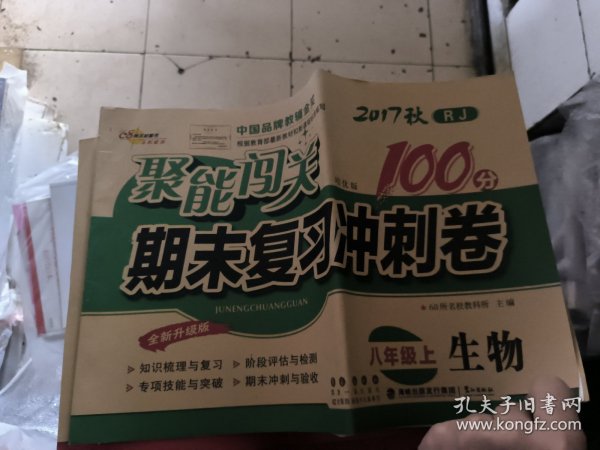 中国品牌教辅金奖
2017秋 RJ
聚能闯关
100分
期末复习冲刺卷
JUNENGCHUANGGUAN
68所名校教科所 主编
全新升级版
八年级上 生物
知识梳理与复习
阶段评估与检测
专项技能与突破
期末冲刺与验收
孔夫子旧书网
www.kongfz.com